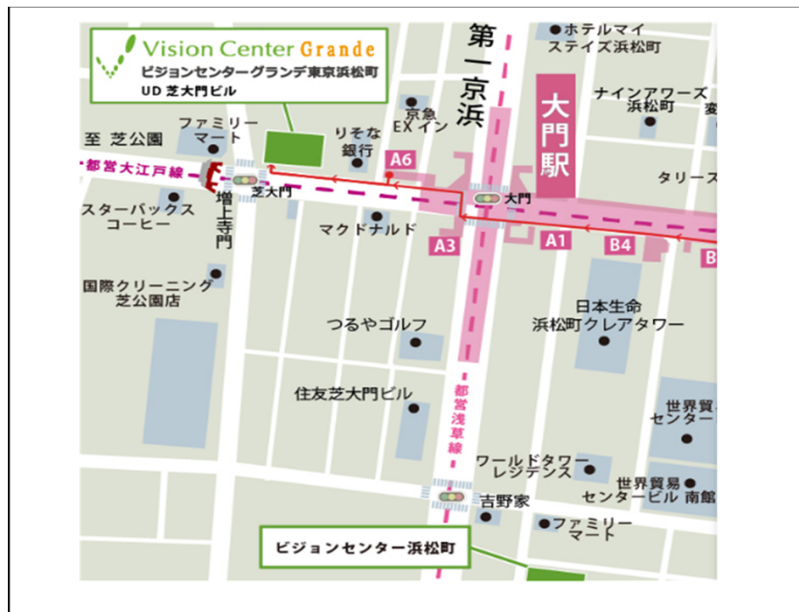 Vision Center Grande
ビジョンセンターグランデ東京浜松町
UD 芝大門ビル
第一京浜
ホテルマイ
ステイズ浜松町
大門駅
ナインアワーズ
浜松町
京急
EX イン
ファミリー
マート
至 芝公園
りそな
銀行
A6
都営大江戸線
芝大門
大門
タリーズ
スターバックス
コーヒー
増上寺門
マクドナルド
A3
A1
B4
国際クリーニング
芝公園店
日本生命
浜松町クレアタワー
つるやゴルフ
住友芝大門ビル
都営浅草線
世界貿易
センター
ワールドタワー
レジデンス
世界貿易
センタービル 南館
吉野家
ファミリー
マート
ビジョンセンター浜松町